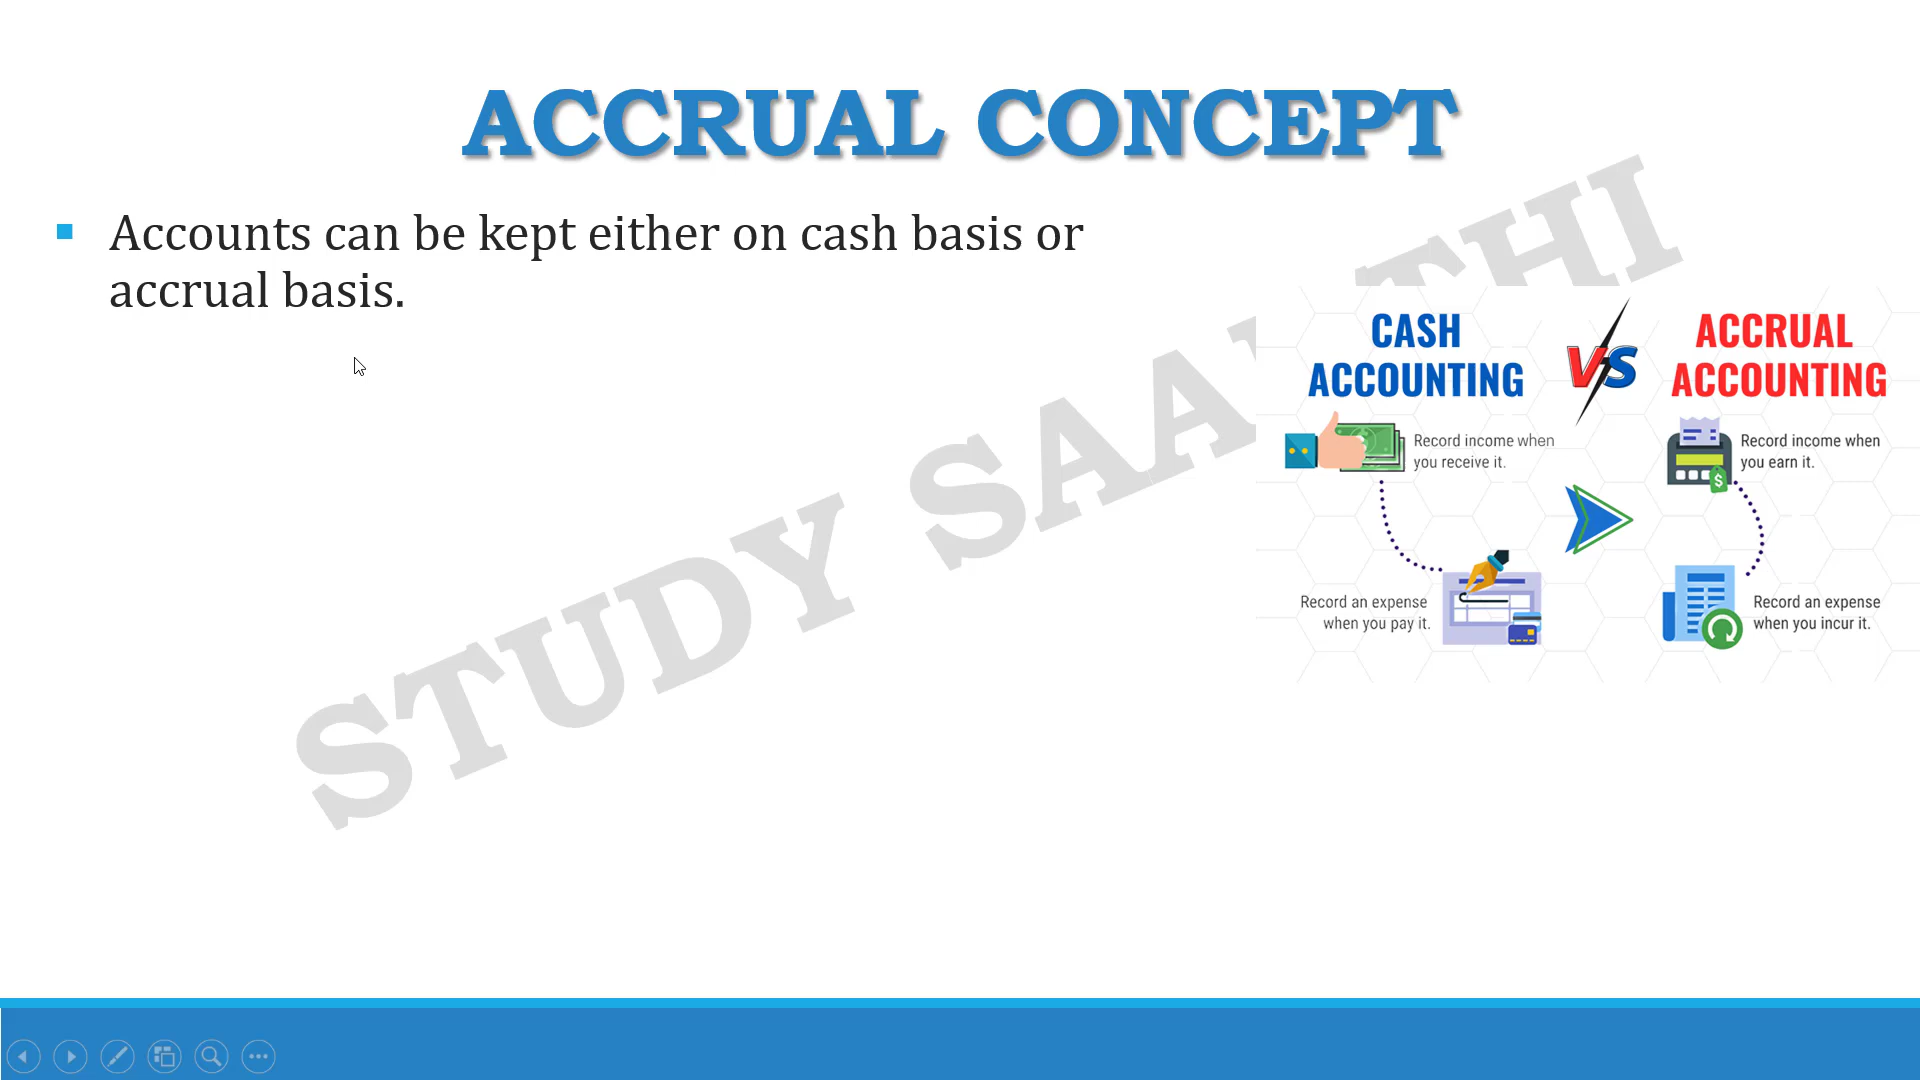 ACCRUAL CONCEPT
Accounts can be kept either on cash basis or
accrual basis.
STUDY SAA THI
CASH
ACCOUNTING
VS
ACCRUAL
ACCOUNTING
Record income when
you receive it.
Record income when
you earn it.
$
Record an expense
when you pay it.
Record an expense
when you incur it.